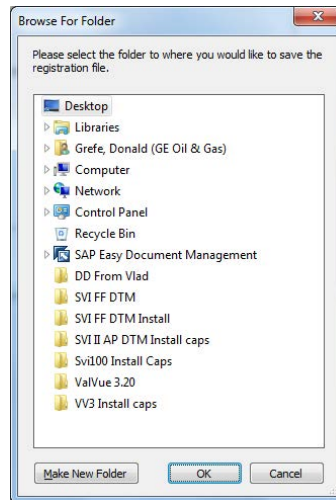 Browse For Folder
Please select the folder to where you would like to save the
registration file.
Desktop
Libraries
Grefe, Donald (GE Oil & Gas)
Computer
Network
Control Panel
Recycle Bin
SAP Easy Document Management
DD From Vlad
SVI FF DTM
SVI FF DTM Install
SVI II AP DTM Install caps
Svi100 Install Caps
ValVue 3.20
VV3 Install caps
Make New Folder OK Cancel